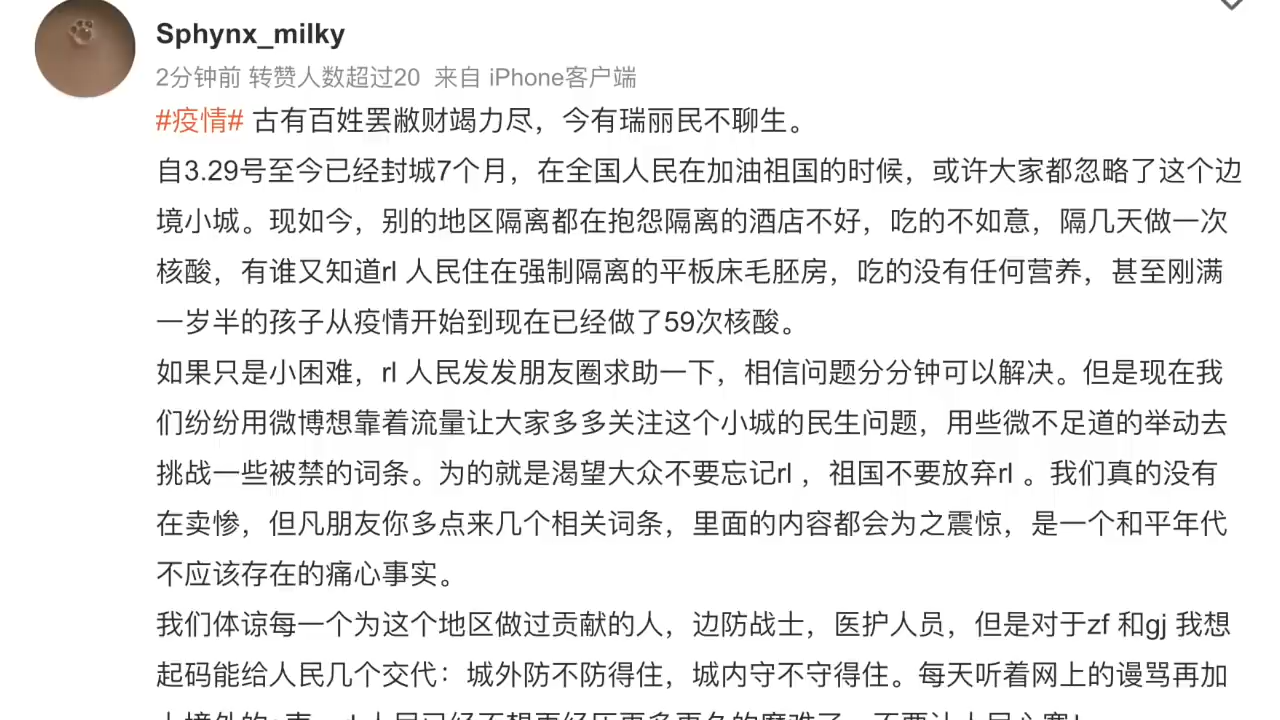 Sphynx_milky
2分钟前 转赞人数超过20 来自 iPhone客户端
#疫情# 古有百姓罢敝财竭力尽，今有瑞丽民不聊生。
自3.29号至今已经封城7个月，在全国人民在加油祖国的时候，或许大家都忽略了这个边
境小城。现如今，别的地区隔离都在抱怨隔离的酒店不好，吃的不如意，隔几天做一次
核酸，有谁又知道rl 人民住在强制隔离的平板床毛胚房，吃的没有任何营养，甚至刚满
一岁半的孩子从疫情开始到现在已经做了59次核酸。
如果只是小困难，rl 人民发发朋友圈求助一下，相信问题分分钟可以解决。但是现在我
们纷纷用微博想靠着流量让大家多多关注这个小城的民生问题，用些微不足道的举动去
挑战一些被禁的词条。为的就是渴望大众不要忘记rl ，祖国不要放弃rl 。我们真的没有
在卖惨，但凡朋友你多点来几个相关词条，里面的内容都会为之震惊，是一个和平年代
不应该存在的痛心事实。
我们体谅每一个为这个地区做过贡献的人，边防战士，医护人员，但是对于zf 和gj 我想
起码能给人民几个交代：城外防不防得住，城内守不守得住。每天听着网上的谩骂再加